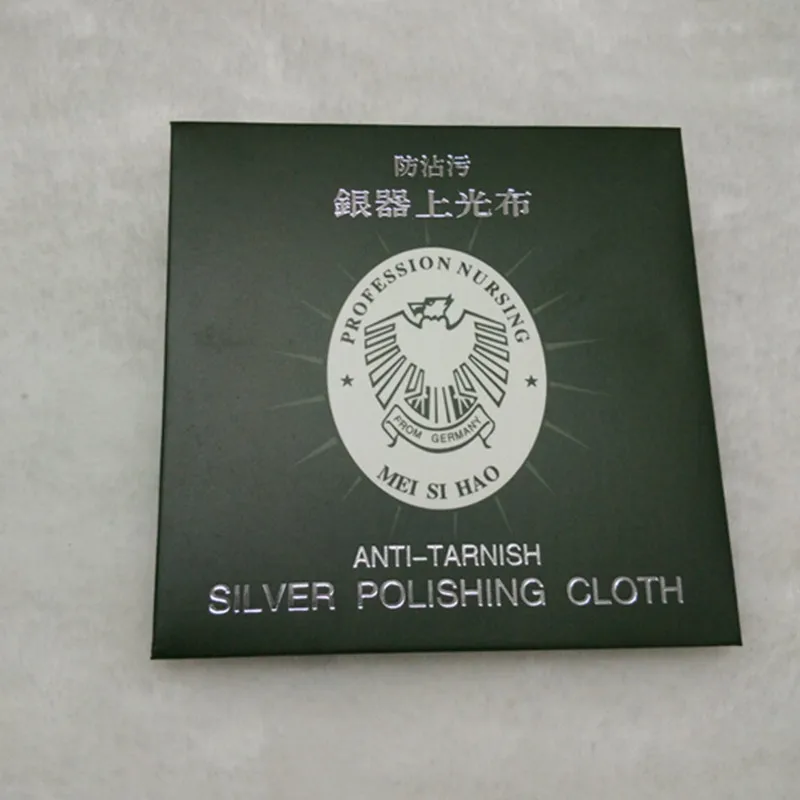 防沾污
銀器上光布
PROFESSION NURSING
★ ★
FROM GERMANY
MEI SI HAO
ANTI-TARNISH
SILVER POLISHING CLOTH